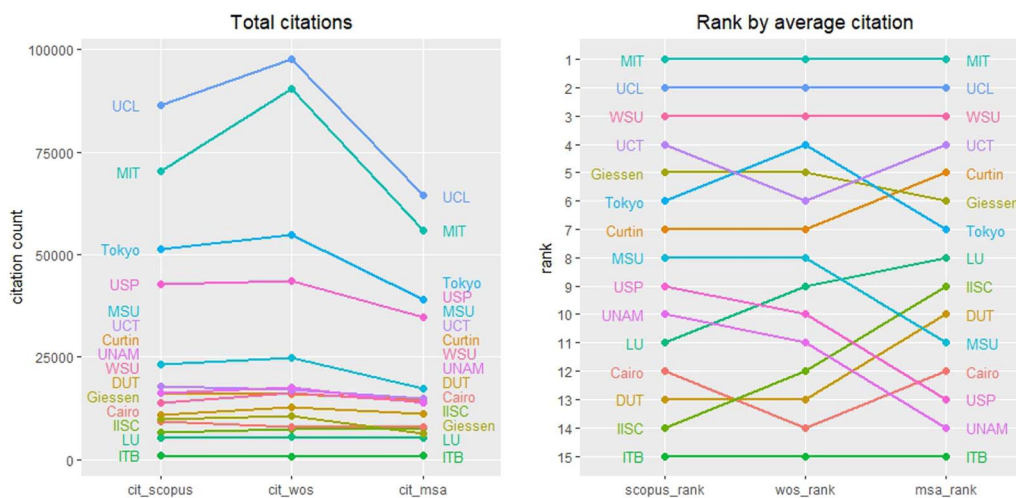 Total citations
100000
75000
50000
25000
0
citation count
UCL
MIT
Tokyo
USP
MSU
UCT
Curtin
UNAM
WSU
DUT
Giessen
Cairo
IISC
LU
ITB
UCL
MIT
Tokyo
USP
MSU
UCT
Curtin
WSU
UNAM
DUT
Cairo
IISC
Giessen
LU
ITB
cit_scopus cit_wos cit_msa
Rank by average citation
1
2
3
4
5
6
7
8
9
10
11
12
13
14
15
rank
MIT
UCL
WSU
UCT
Giessen
Tokyo
Curtin
MSU
USP
UNAM
LU
Cairo
DUT
IISC
ITB
MIT
UCL
WSU
UCT
Curtin
Giessen
Tokyo
LU
IISC
DUT
MSU
Cairo
USP
UNAM
ITB
scopus_rank wos_rank msa_rank